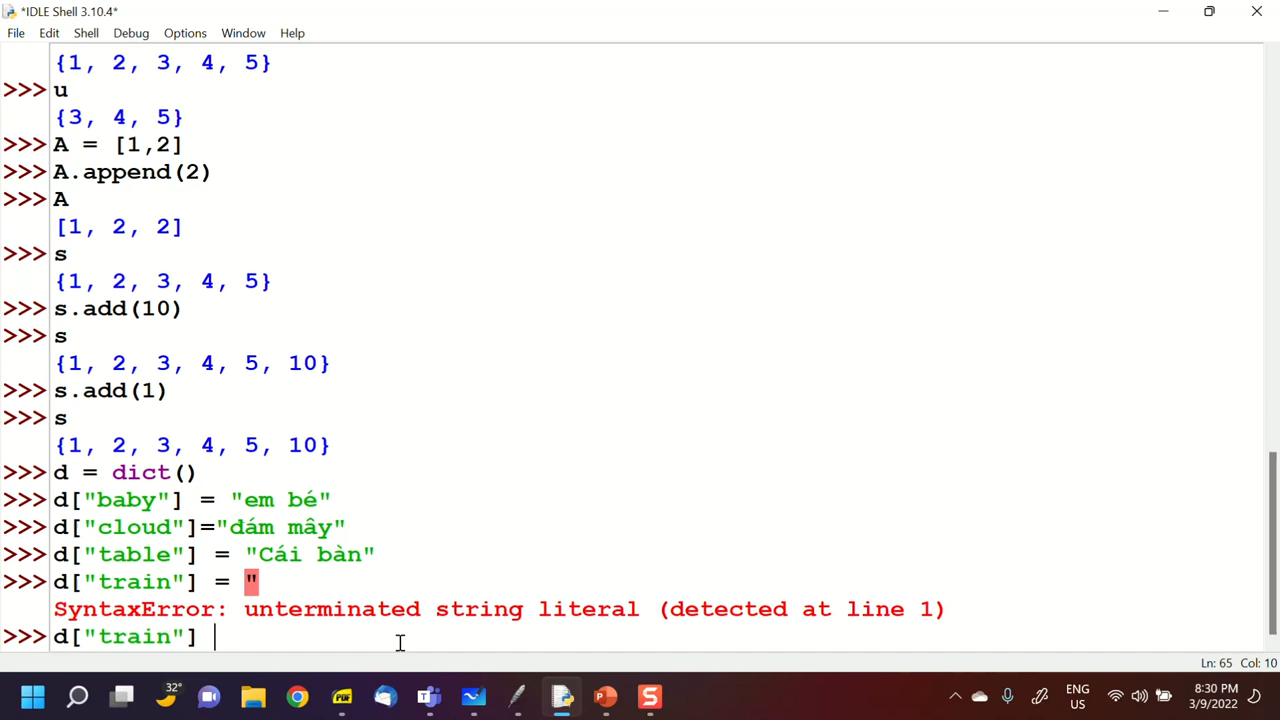 *IDLE Shell 3.10.4*
File Edit Shell Debug Options Window Help
{1, 2, 3, 4, 5}
>>> u
{3, 4, 5}
>>> A = [1,2]
>>> A.append(2)
>>> A
[1, 2, 2]
>>> s
{1, 2, 3, 4, 5}
>>> s.add(10)
>>> s
{1, 2, 3, 4, 5, 10}
>>> s.add(1)
>>> s
{1, 2, 3, 4, 5, 10}
>>> d = dict()
>>> d["baby"] = "em bé"
>>> d["cloud"]="đám mây"
>>> d["table"] = "Cái bàn"
>>> d["train"] = "
SyntaxError: unterminated string literal (detected at line 1)
>>> d["train"]
Ln: 65 Col: 10
32°
PDF
S
ENG
US
8:30 PM
3/9/2022